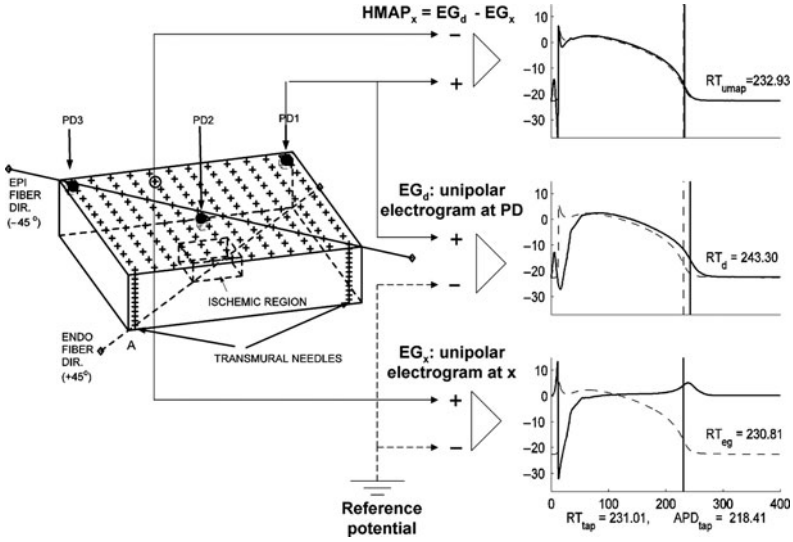 HMAPx = EGd - EGx
−
+
10
0
−10
−20
−30
RTumap=232.93
PD3
PD2
PD1
EPI
FIBER
DIR.
(−45°)
ISCHEMIC REGION
ENDO
FIBER
DIR.
(+45°)
A
TRANSMURAL NEEDLES
EGd: unipolar
electrogram at PD
+
−
10
0
−10
−20
−30
RTd = 243.30
EGx: unipolar
electrogram at x
+
−
Reference
potential
10
0
−10
−20
−30
RTeg = 230.81
0 100 200 300 400
RTtap = 231.01, APDtap = 218.41